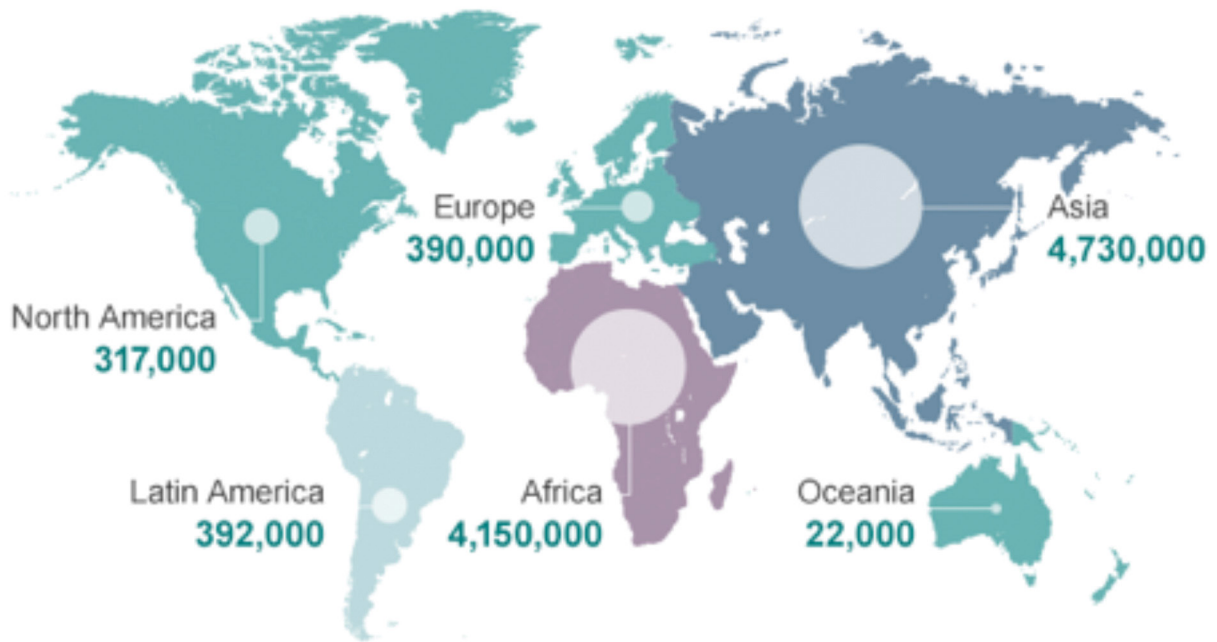 Europe
390,000
Asia
4,730,000
North America
317,000
Latin America
392,000
Africa
4,150,000
Oceania
22,000